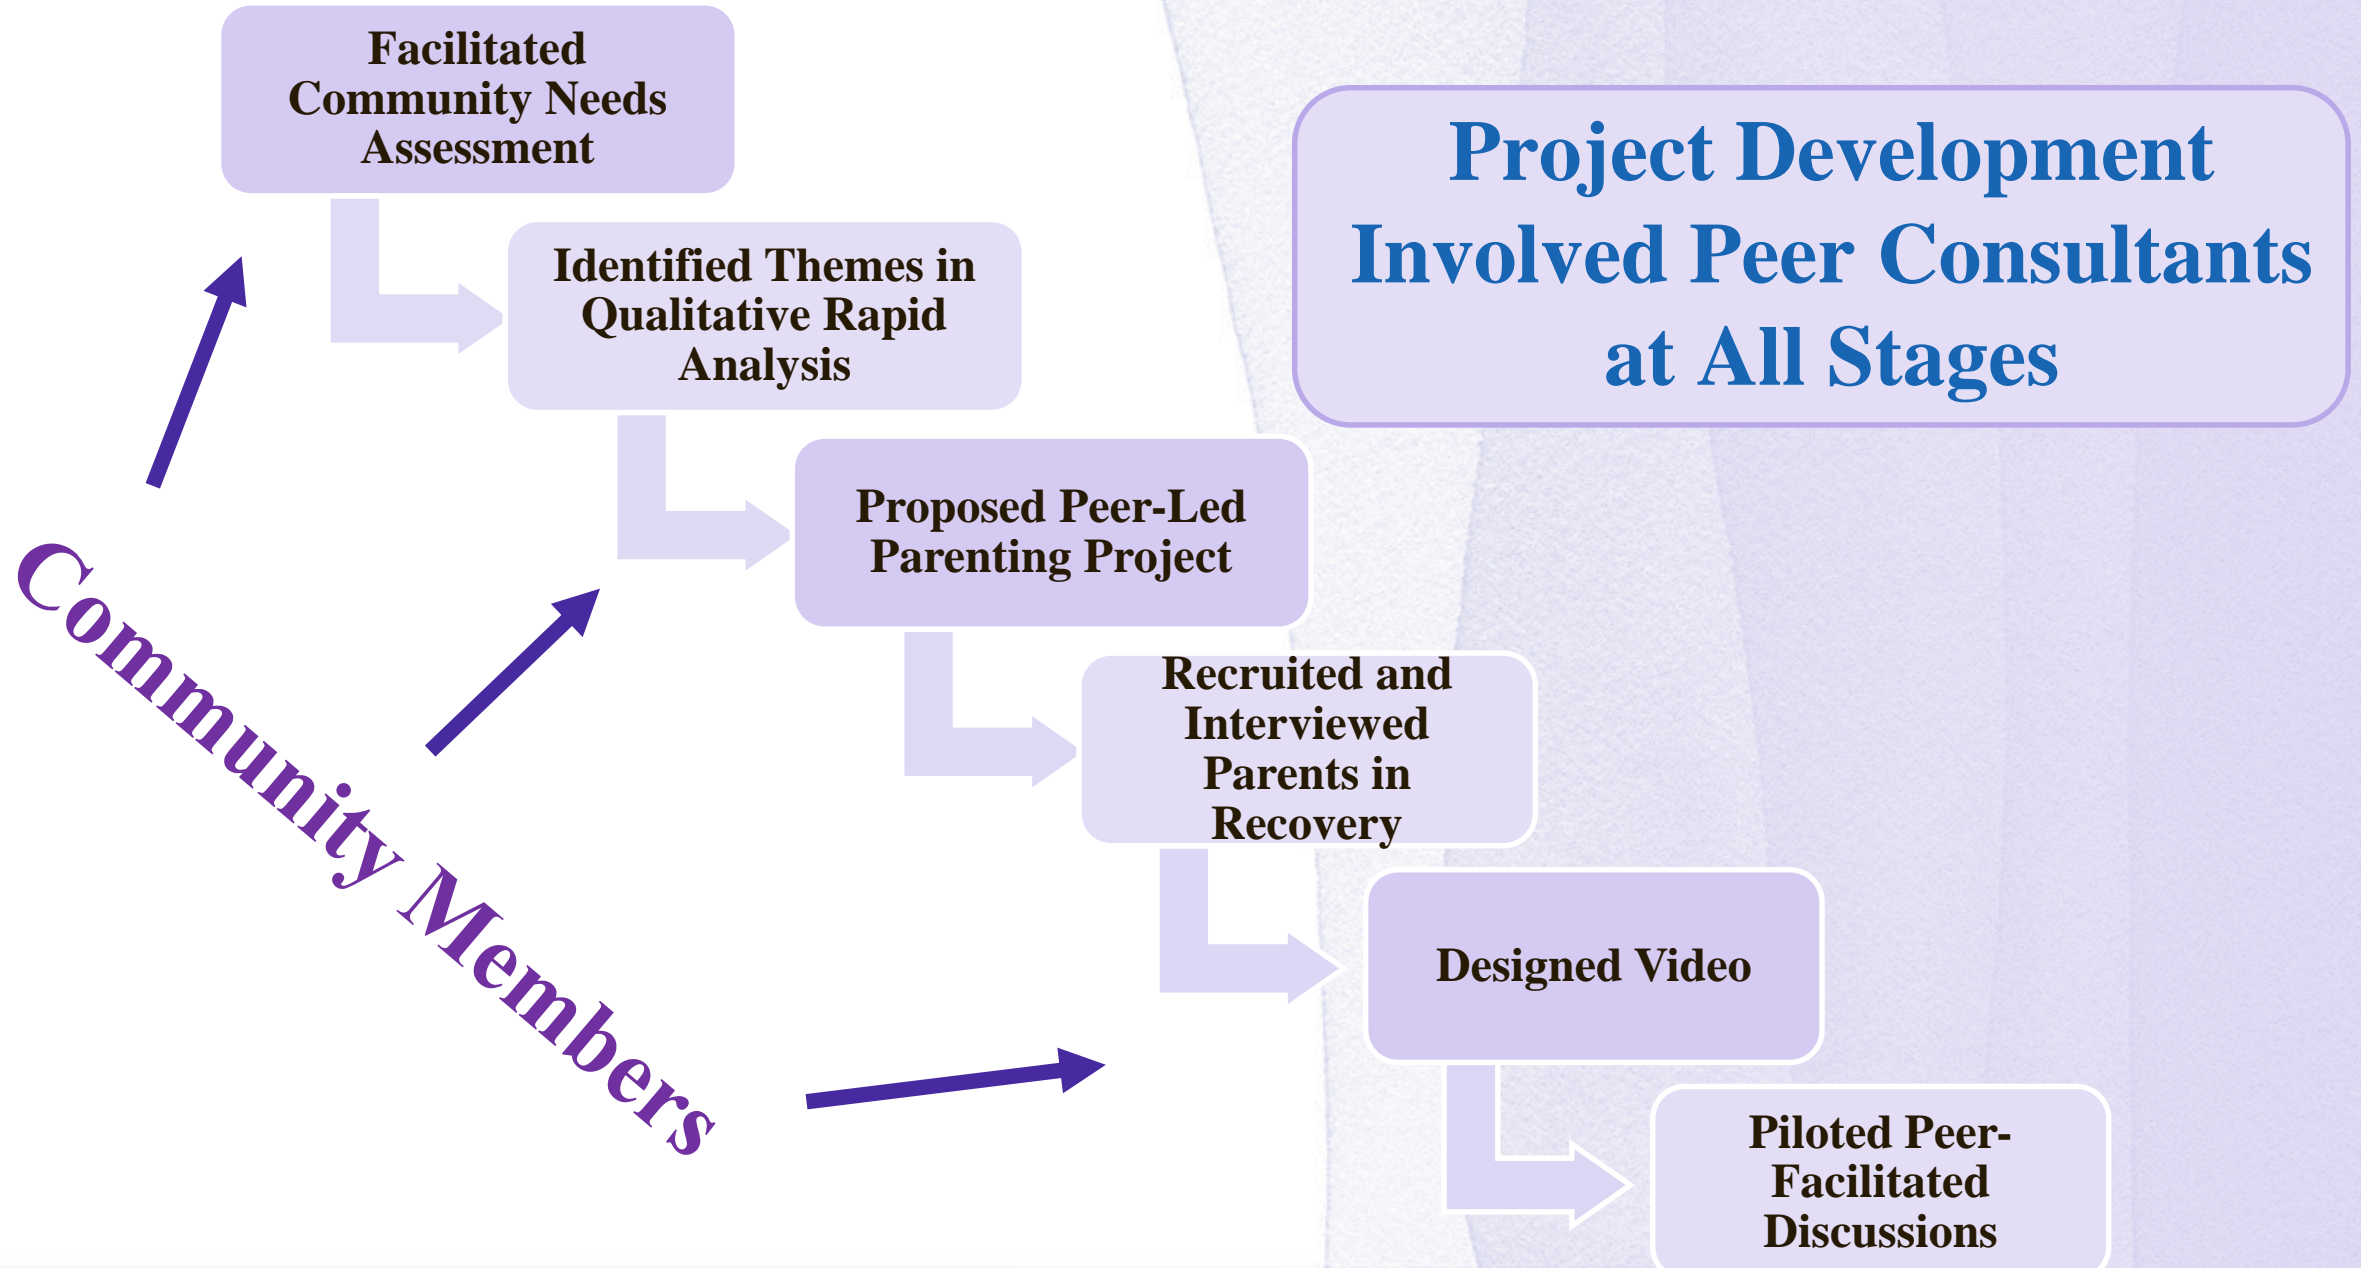 Facilitated
Community Needs
Assessment
Project Development
Involved Peer Consultants
at All Stages
Identified Themes in
Qualitative Rapid
Analysis
Proposed Peer-Led
Parenting Project
Community Members
Recruited and
Interviewed
Parents in
Recovery
Designed Video
Piloted Peer-
Facilitated
Discussions